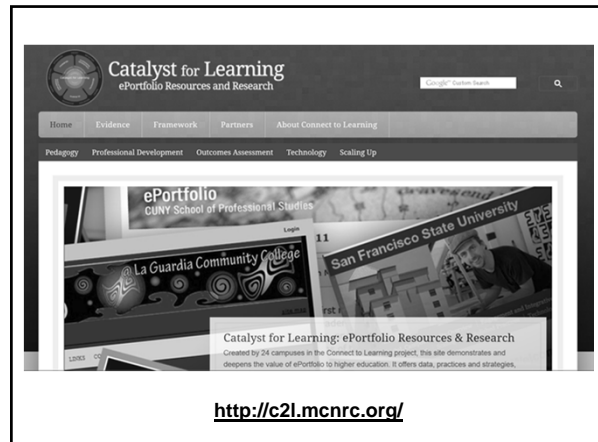 Catalyst for Learning
ePortfolio Resources and Research
Google™ Custom Search
Home Evidence Framework Partners About Connect to Learning
Pedagogy Professional Development Outcomes Assessment Technology Scaling Up
ePortfolio
CUNY School of Professional Studies
Login
11
San Francisco State University
@ La Guardia Community College
LINKS
Catalyst for Learning: ePortfolio Resources & Research
Created by 24 campuses in the Connect to Learning project, this site demonstrates and
deepens the value of ePortfolio to higher education. It offers data, practices and strategies,
http://c2l.mcnrc.org/